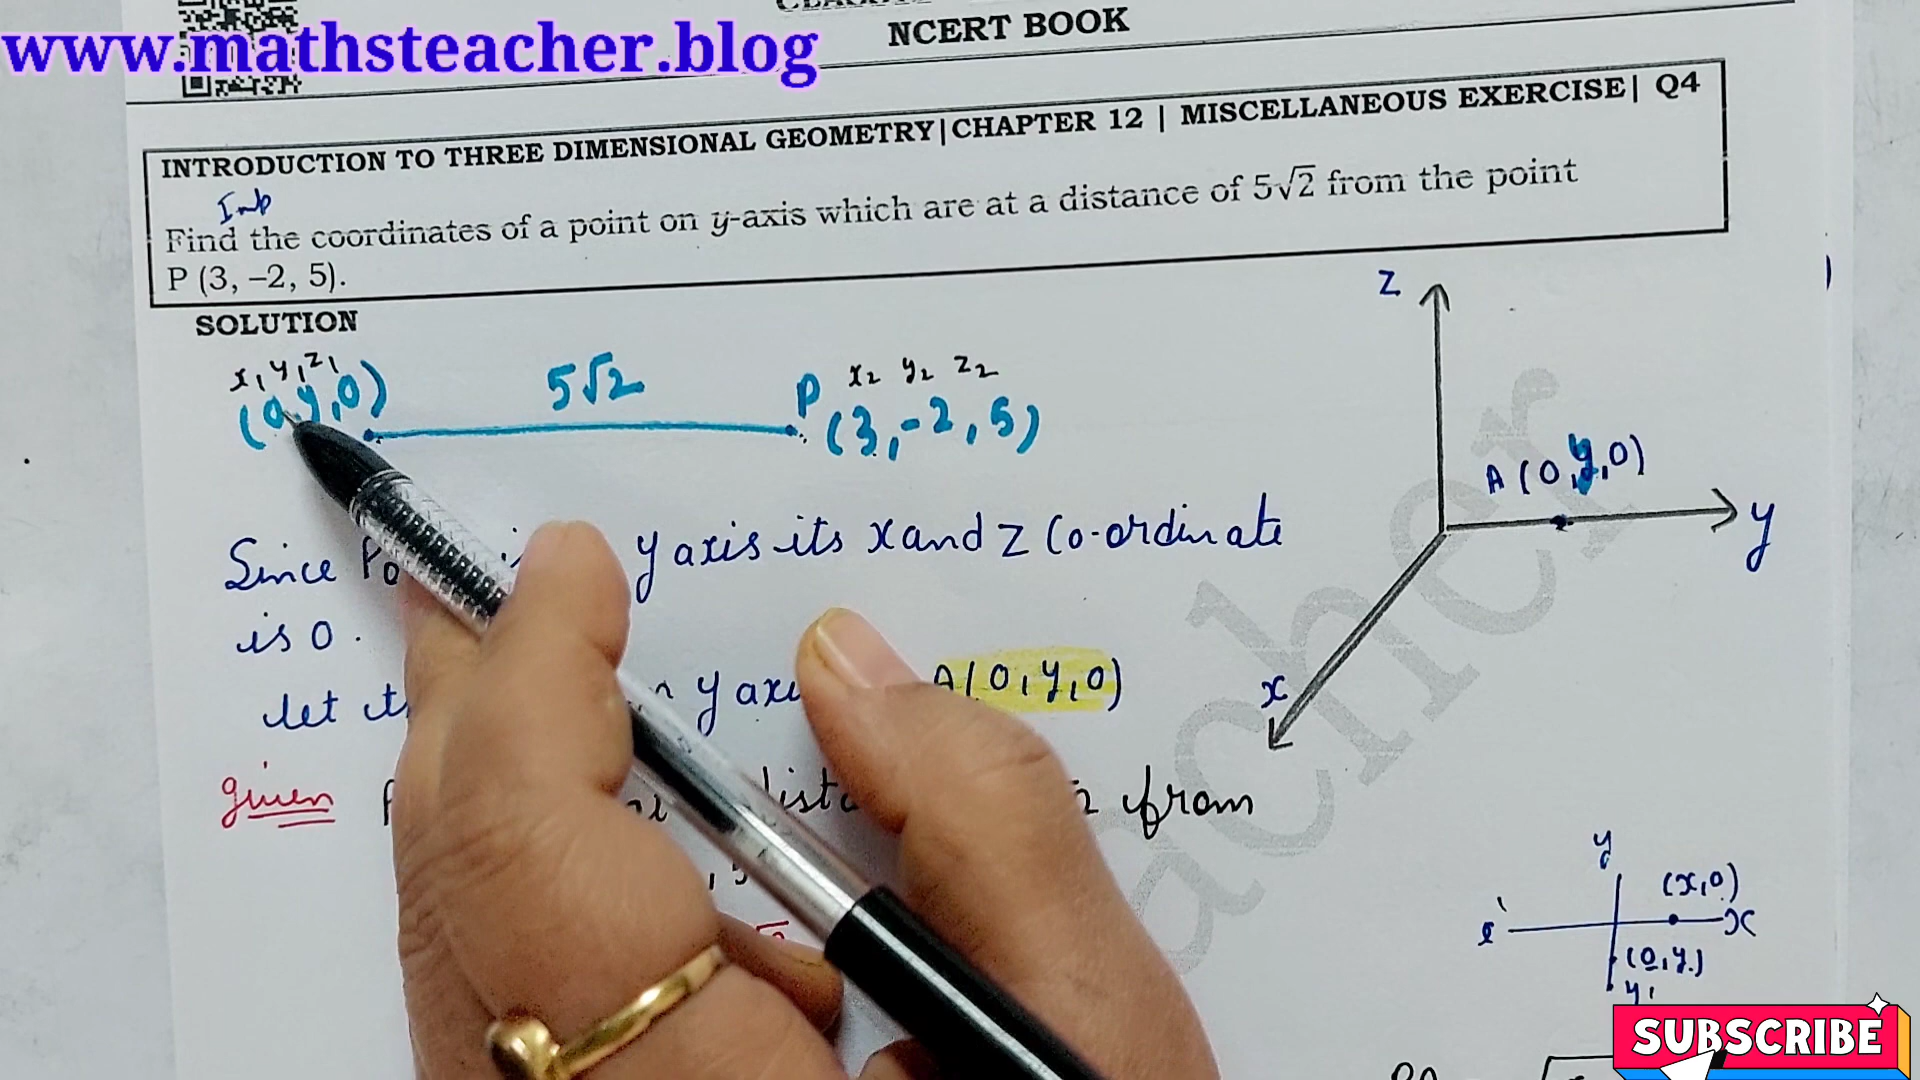 www.mathsteacher.blog
NCERT BOOK
INTRODUCTION TO THREE DIMENSIONAL GEOMETRY|CHAPTER 12 | MISCELLANEOUS EXERCISE| Q4
Imp
Find the coordinates of a point on y-axis which are at a distance of 5√2 from the point
P (3, –2, 5).
SOLUTION
x₁ y₁ z₁
(0,y,0)
5√2
P
x₂ y₂ z₂
(3,-2,5)
z
A(0,y,0)
y
x
Since y axis its x and z Co-ordinate
is 0.
let y A(0,y,0)
given from
y
(x,0)
x
(0,y)
SUBSCRIBE